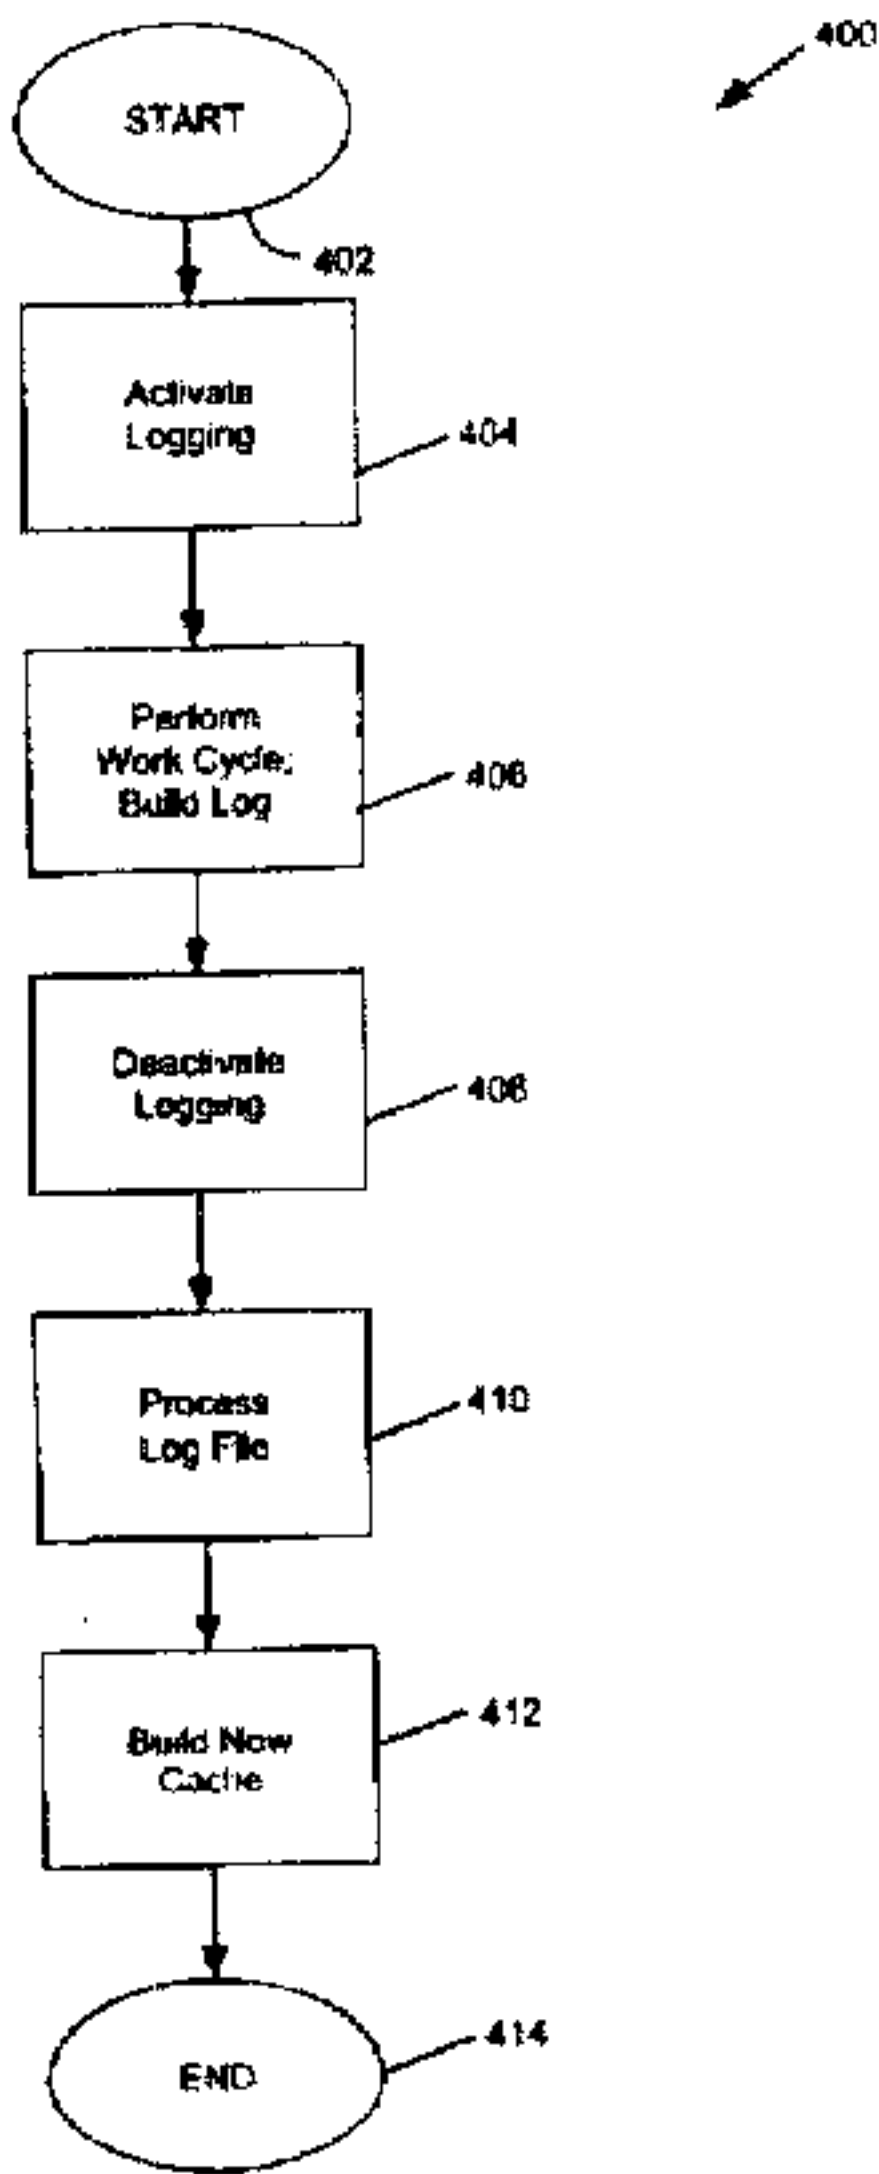 400
START
402
Activate
Logging
404
Perform
Work Cycle;
Build Log
406
Deactivate
Logging
408
Process
Log File
410
Build New
Cache
412
END
414